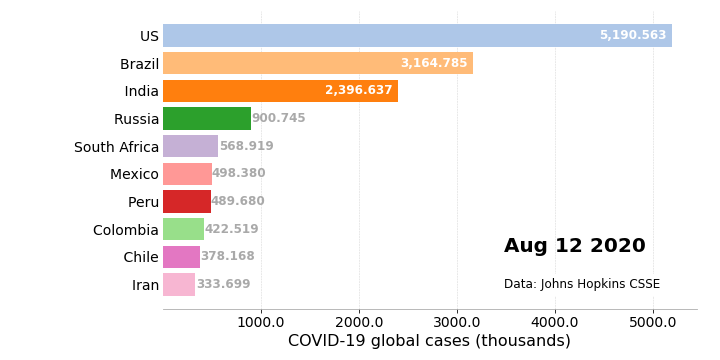 US 5,190.563
Brazil 3,164.785
India 2,396.637
Russia 900.745
South Africa 568.919
Mexico 498.380
Peru 489.680
Colombia 422.519
Chile 378.168
Iran 333.699
Aug 12 2020
Data: Johns Hopkins CSSE
1000.0 2000.0 3000.0 4000.0 5000.0
COVID-19 global cases (thousands)